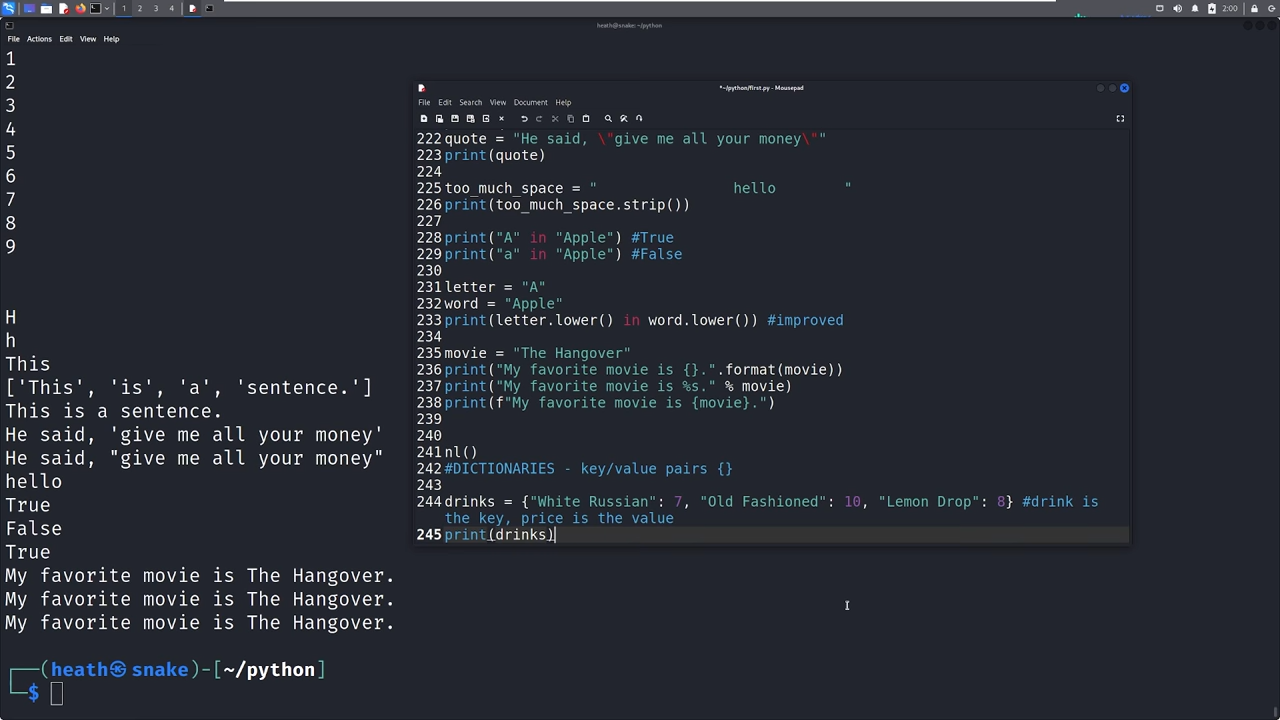 1 2 3 4
2:00
heath@snake: ~/python
File Actions Edit View Help
1
2
3
4
5
6
7
8
9
H
h
This
['This', 'is', 'a', 'sentence.']
This is a sentence.
He said, 'give me all your money'
He said, "give me all your money"
hello
True
False
True
My favorite movie is The Hangover.
My favorite movie is The Hangover.
My favorite movie is The Hangover.
(heath㉿snake)-[~/python]
$
*~/python/first.py - Mousepad
File Edit Search View Document Help
222 quote = "He said, \"give me all your money\""
223 print(quote)
224
225 too_much_space = "                hello        "
226 print(too_much_space.strip())
227
228 print("A" in "Apple") #True
229 print("a" in "Apple") #False
230
231 letter = "A"
232 word = "Apple"
233 print(letter.lower() in word.lower()) #improved
234
235 movie = "The Hangover"
236 print("My favorite movie is {}.".format(movie))
237 print("My favorite movie is %s." % movie)
238 print(f"My favorite movie is {movie}.")
239
240
241 nl()
242 #DICTIONARIES - key/value pairs {}
243
244 drinks = {"White Russian": 7, "Old Fashioned": 10, "Lemon Drop": 8} #drink is
the key, price is the value
245 print(drinks)